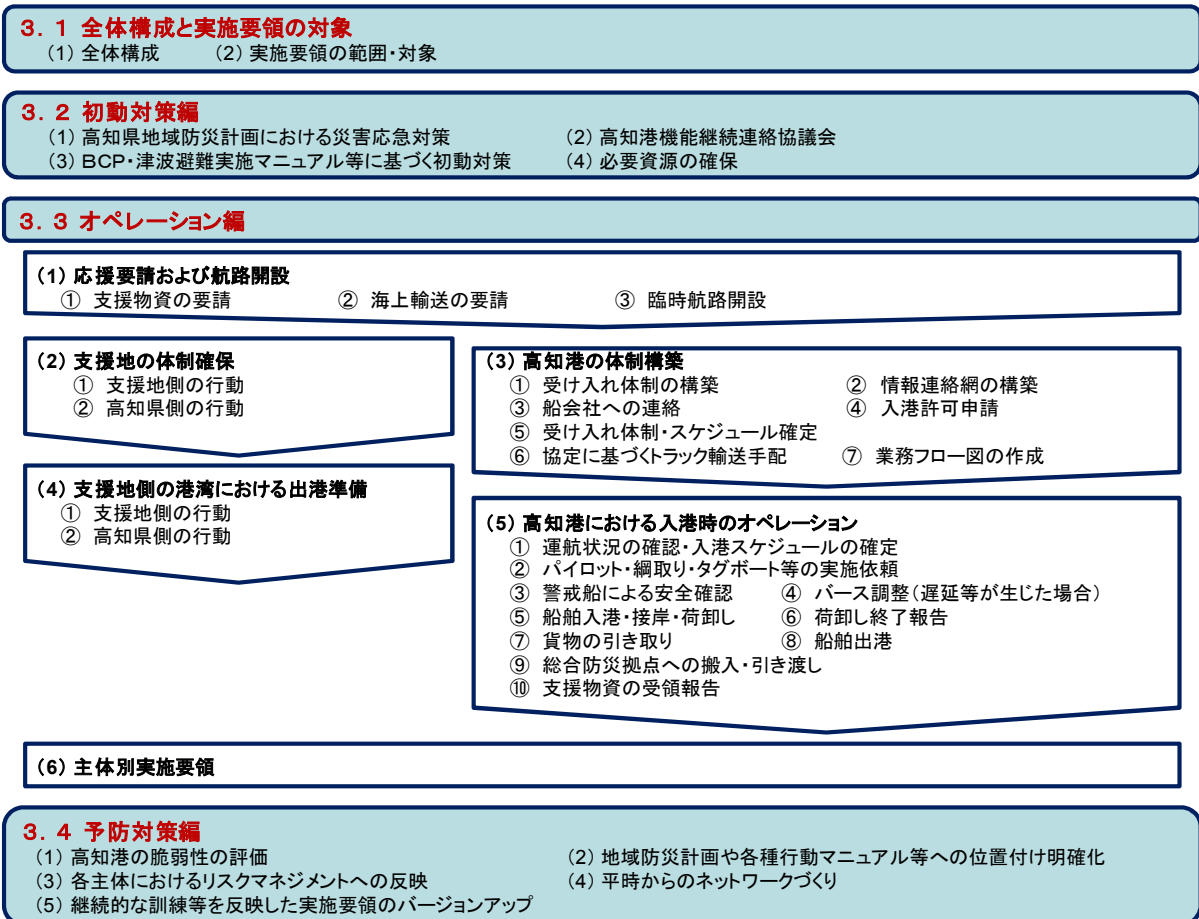 3．1 全体構成と実施要領の対象
（1）全体構成　（2）実施要領の範囲・対象
3．2 初動対策編
（1）高知県地域防災計画における災害応急対策　（2）高知港機能継続連絡協議会
（3）BCP・津波避難実施マニュアル等に基づく初動対策　（4）必要資源の確保
3．3 オペレーション編
（1）応援要請および航路開設
① 支援物資の要請　② 海上輸送の要請　③ 臨時航路開設
（2）支援地の体制確保
① 支援地側の行動
② 高知県側の行動
（3）高知港の体制構築
① 受け入れ体制の構築　② 情報連絡網の構築
③ 船会社への連絡　④ 入港許可申請
⑤ 受け入れ体制・スケジュール確定
⑥ 協定に基づくトラック輸送手配　⑦ 業務フロー図の作成
（4）支援地側の港湾における出港準備
① 支援地側の行動
② 高知県側の行動
（5）高知港における入港時のオペレーション
① 運航状況の確認・入港スケジュールの確定
② パイロット・綱取り・タグボート等の実施依頼
③ 警戒船による安全確認　④ バース調整（遅延等が生じた場合）
⑤ 船舶入港・接岸・荷卸し　⑥ 荷卸し終了報告
⑦ 貨物の引き取り　⑧ 船舶出港
⑨ 総合防災拠点への搬入・引き渡し
⑩ 支援物資の受領報告
（6）主体別実施要領
3．4 予防対策編
（1）高知港の脆弱性の評価　（2）地域防災計画や各種行動マニュアル等への位置付け明確化
（3）各主体におけるリスクマネジメントへの反映　（4）平時からのネットワークづくり
（5）継続的な訓練等を反映した実施要領のバージョンアップ